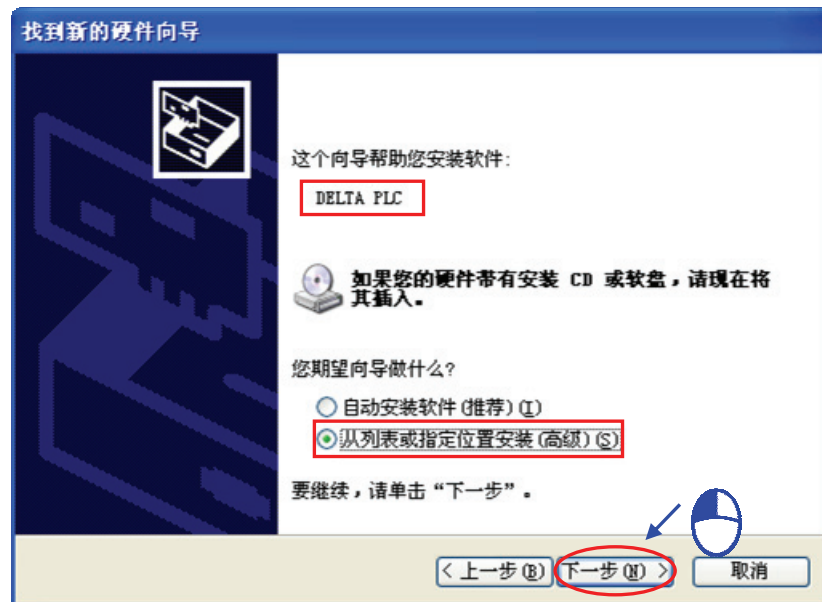 找到新的硬件向导
这个向导帮助您安装软件:
DELTA PLC
如果您的硬件带有安装 CD 或软盘，请现在将
其插入。
您期望向导做什么?
自动安装软件(推荐)(I)
从列表或指定位置安装(高级)(S)
要继续，请单击“下一步”。
< 上一步(B) 下一步(N) > 取消